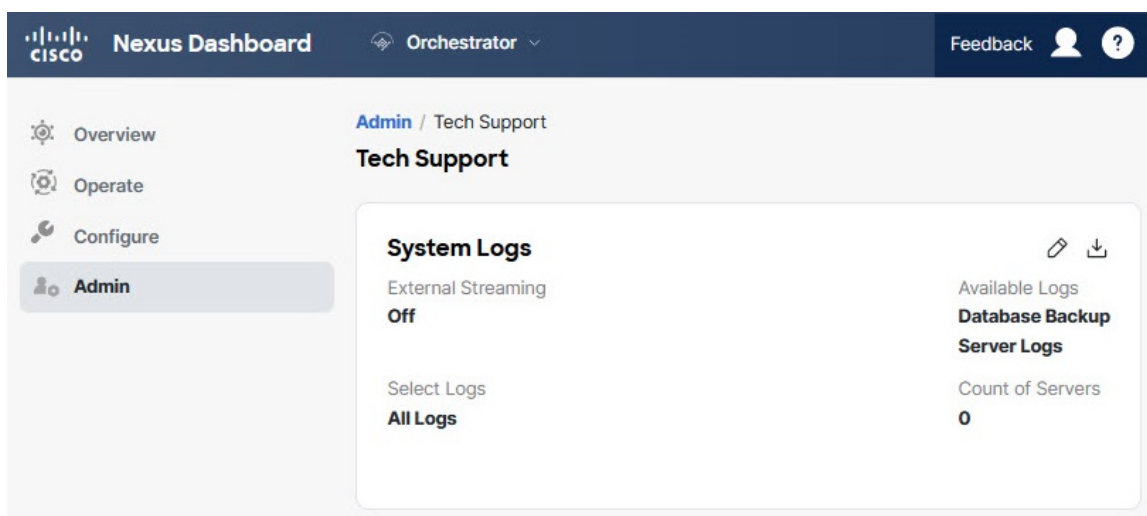 CISCO Nexus Dashboard Orchestrator Feedback ?
Overview
Operate
Configure
Admin
Admin / Tech Support
Tech Support
System Logs
External Streaming
Off
Available Logs
Database Backup
Server Logs
Select Logs
All Logs
Count of Servers
0